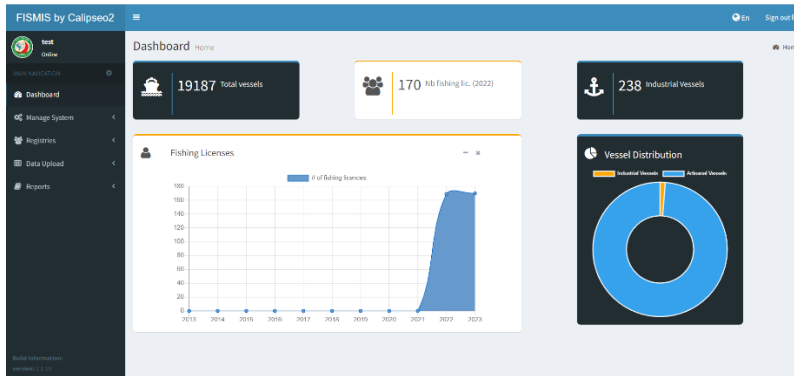 FISMIS by Calipseo2
En Sign out
test
Online
MAIN NAVIGATION
Dashboard
Manage System
Registries
Data Upload
Reports
Build Information:
Dashboard Home
19187 Total vessels
170 Nb fishing lic. (2022)
238 Industrial Vessels
Fishing Licenses
# of fishing licences
180
160
140
120
100
80
60
40
20
0
2013 2014 2015 2016 2017 2018 2019 2020 2021 2022 2023
Vessel Distribution
Industrial Vessels Artisanal Vessels